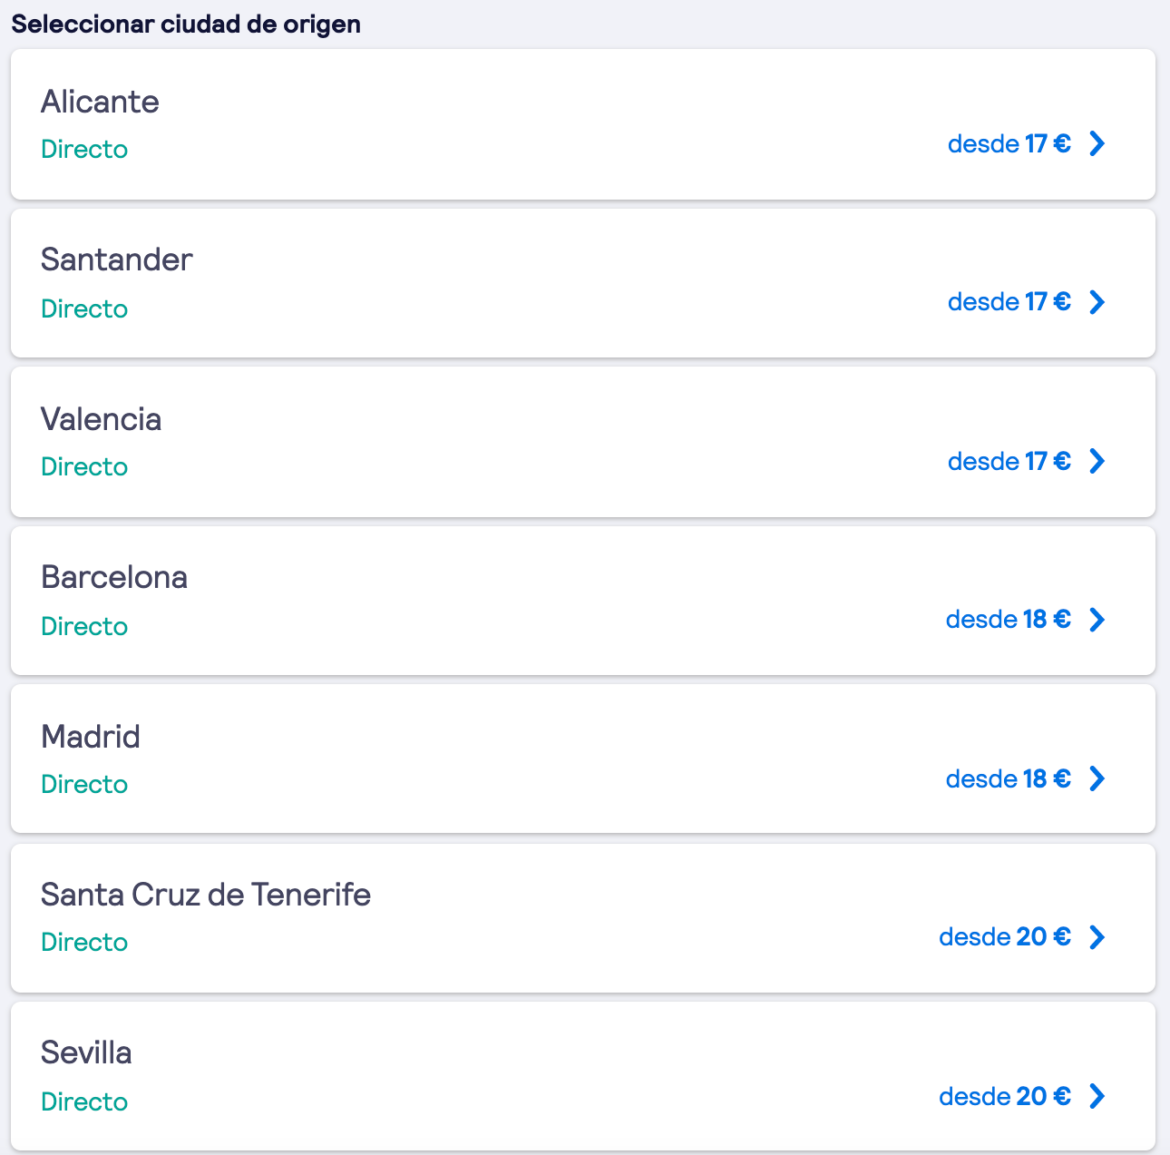 Seleccionar ciudad de origen
Alicante
Directo
desde 17 €
Santander
Directo
desde 17 €
Valencia
Directo
desde 17 €
Barcelona
Directo
desde 18 €
Madrid
Directo
desde 18 €
Santa Cruz de Tenerife
Directo
desde 20 €
Sevilla
Directo
desde 20 €